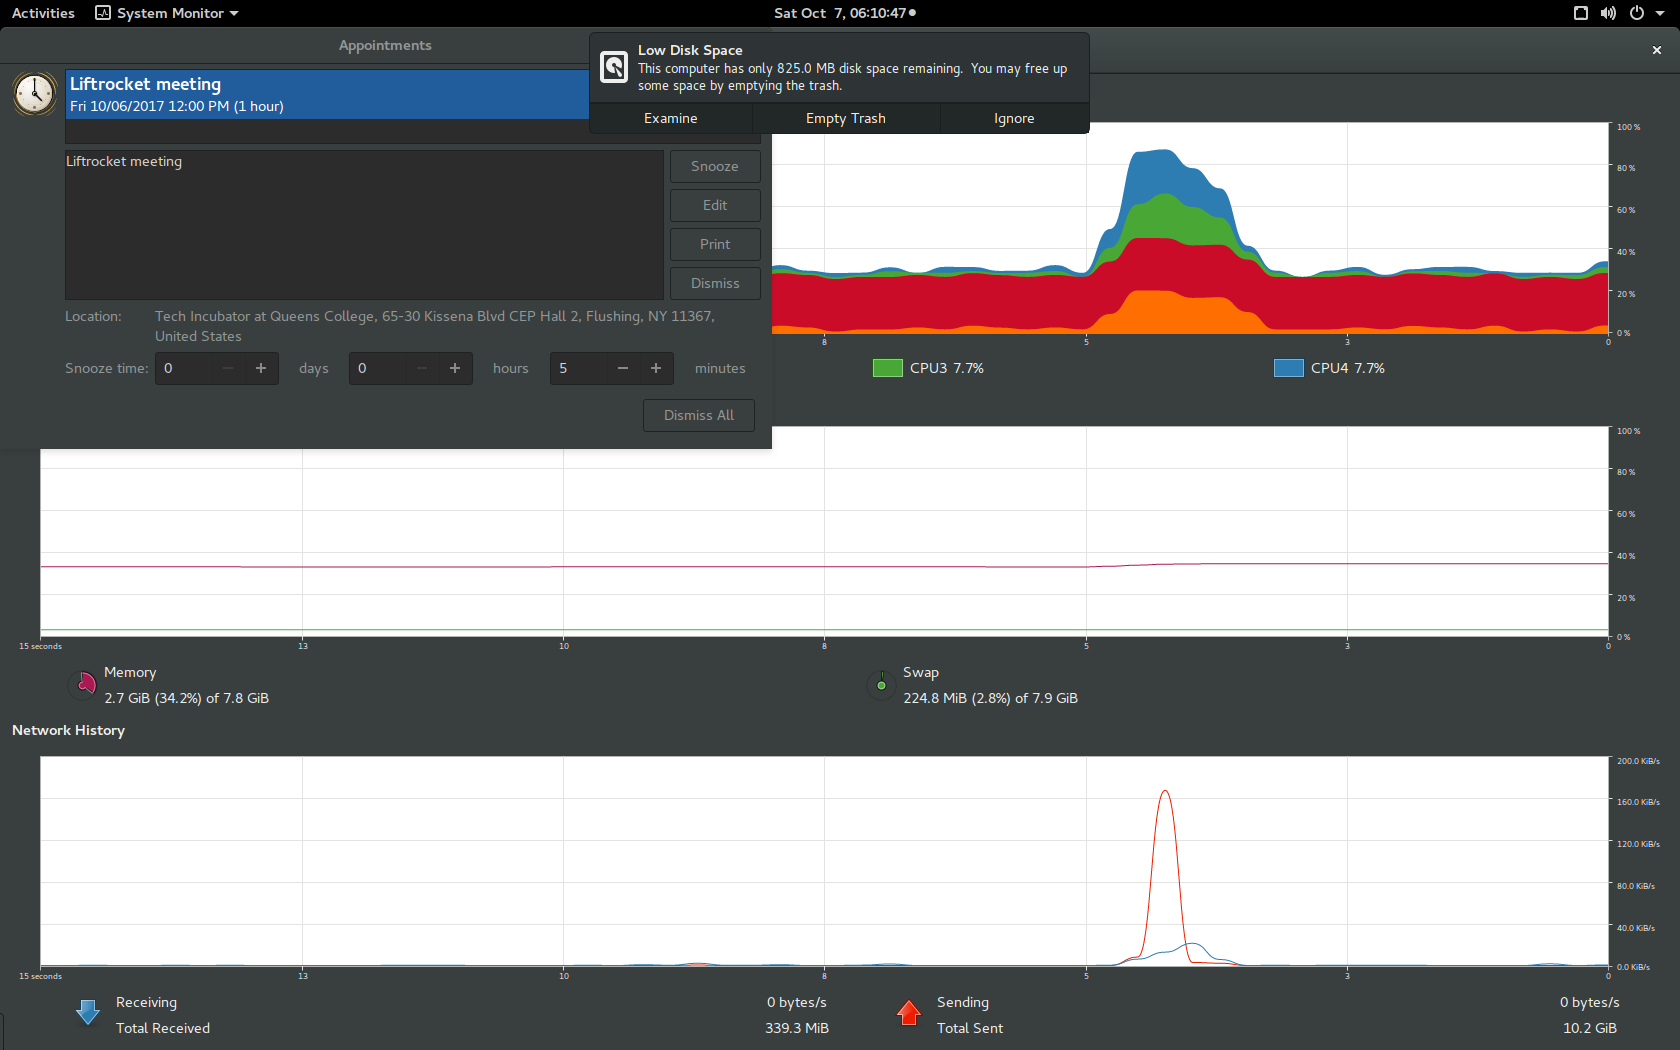 Activities
System Monitor
Sat Oct 7, 06:10:47
Appointments
Low Disk Space
This computer has only 825.0 MB disk space remaining. You may free up
some space by emptying the trash.
Examine
Empty Trash
Ignore
Liftrocket meeting
Fri 10/06/2017 12:00 PM (1 hour)
Liftrocket meeting
Snooze
Edit
Print
Dismiss
Location:
Tech Incubator at Queens College, 65-30 Kissena Blvd CEP Hall 2, Flushing, NY 11367,
United States
Snooze time:
0
days
0
hours
5
minutes
Dismiss All
100 %
80 %
60 %
40 %
20 %
0 %
8
5
3
0
CPU3 7.7%
CPU4 7.7%
100 %
80 %
60 %
40 %
20 %
0 %
15 seconds
13
10
8
5
3
0
Memory
2.7 GiB (34.2%) of 7.8 GiB
Swap
224.8 MiB (2.8%) of 7.9 GiB
Network History
200.0 KiB/s
160.0 KiB/s
120.0 KiB/s
80.0 KiB/s
40.0 KiB/s
0.0 KiB/s
15 seconds
13
10
8
5
3
0
Receiving
0 bytes/s
Total Received
339.3 MiB
Sending
0 bytes/s
Total Sent
10.2 GiB